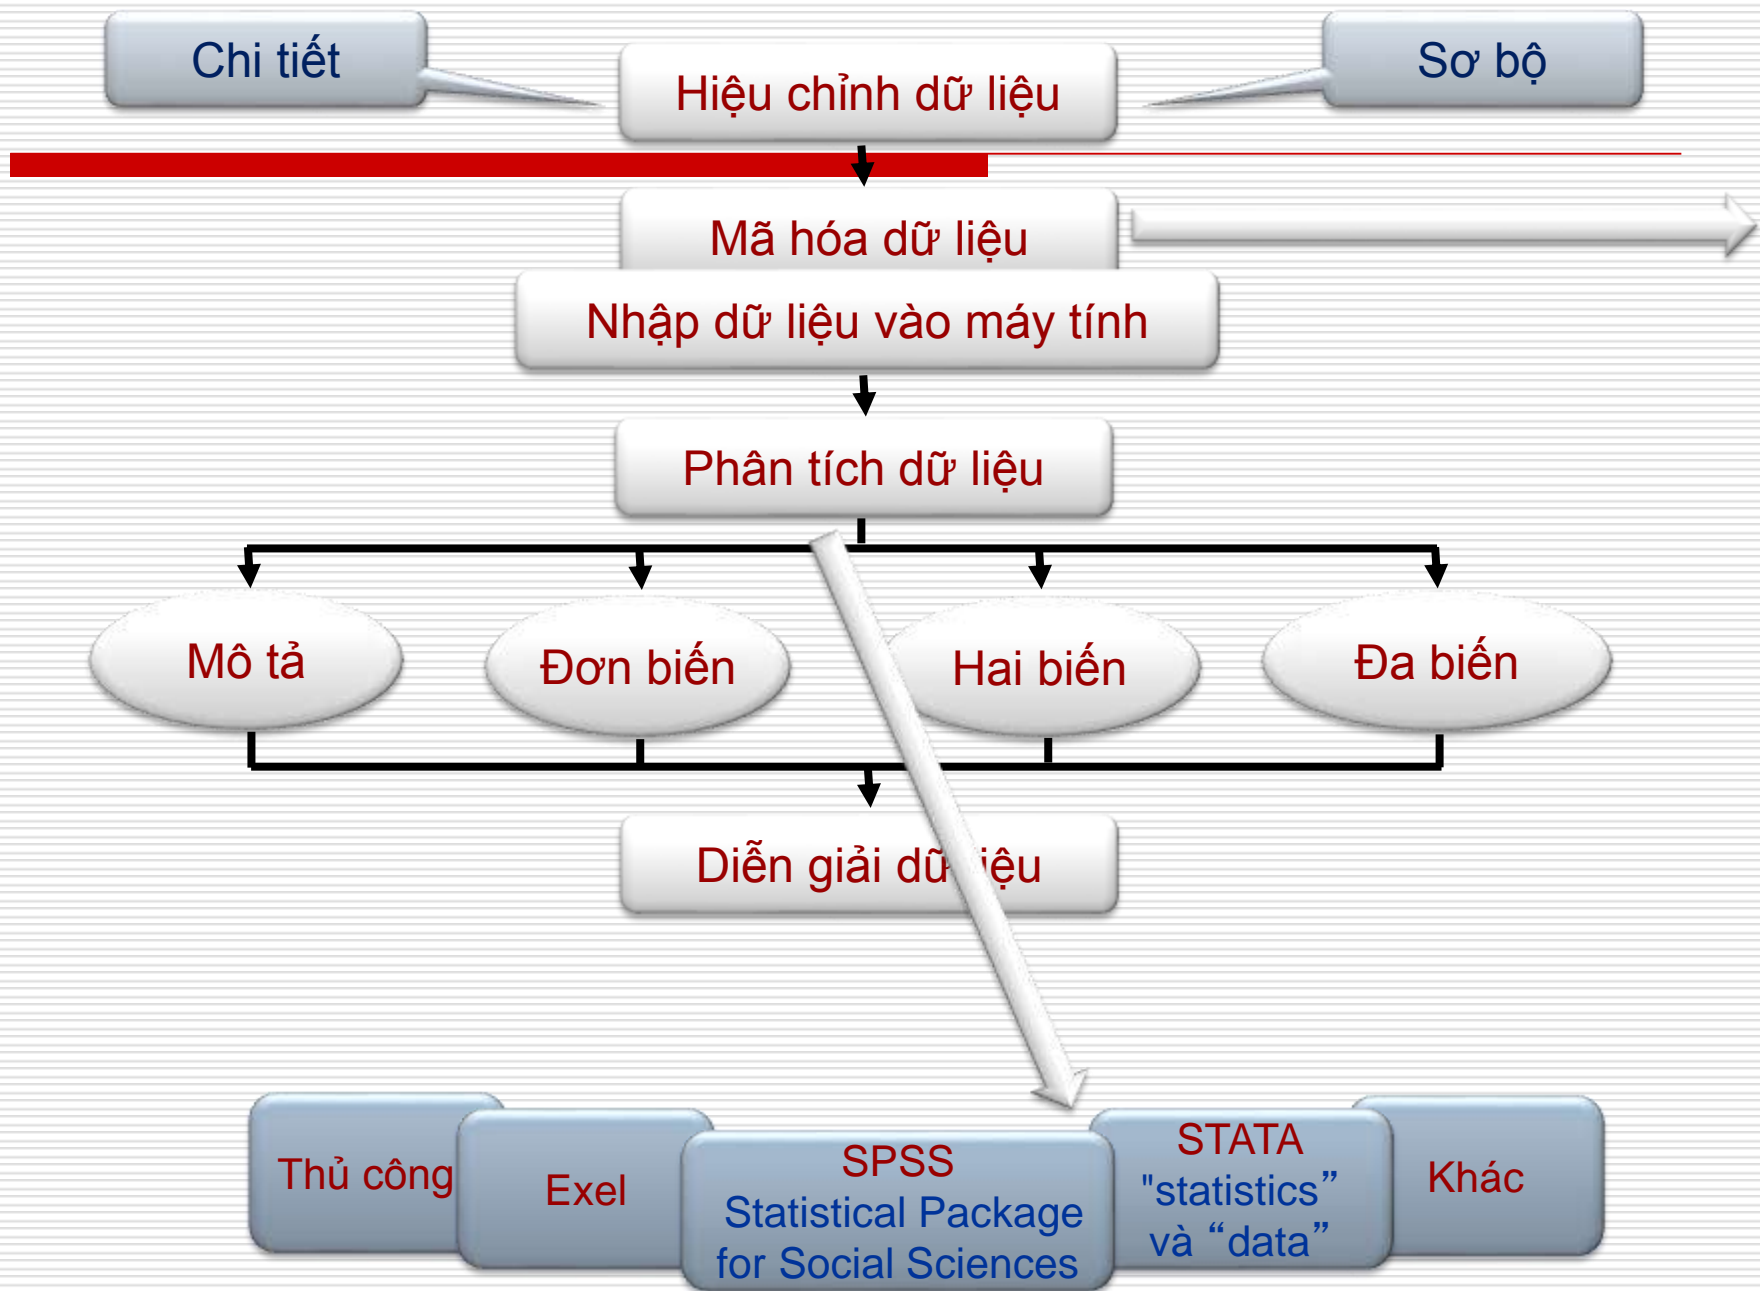 Chi tiết
Sơ bộ
Hiệu chỉnh dữ liệu
Mã hóa dữ liệu
Nhập dữ liệu vào máy tính
Phân tích dữ liệu
Mô tả
Đơn biến
Hai biến
Đa biến
Diễn giải dữ liệu
Thủ công
Exel
SPSS
Statistical Package
for Social Sciences
STATA
"statistics”
và “data”
Khác